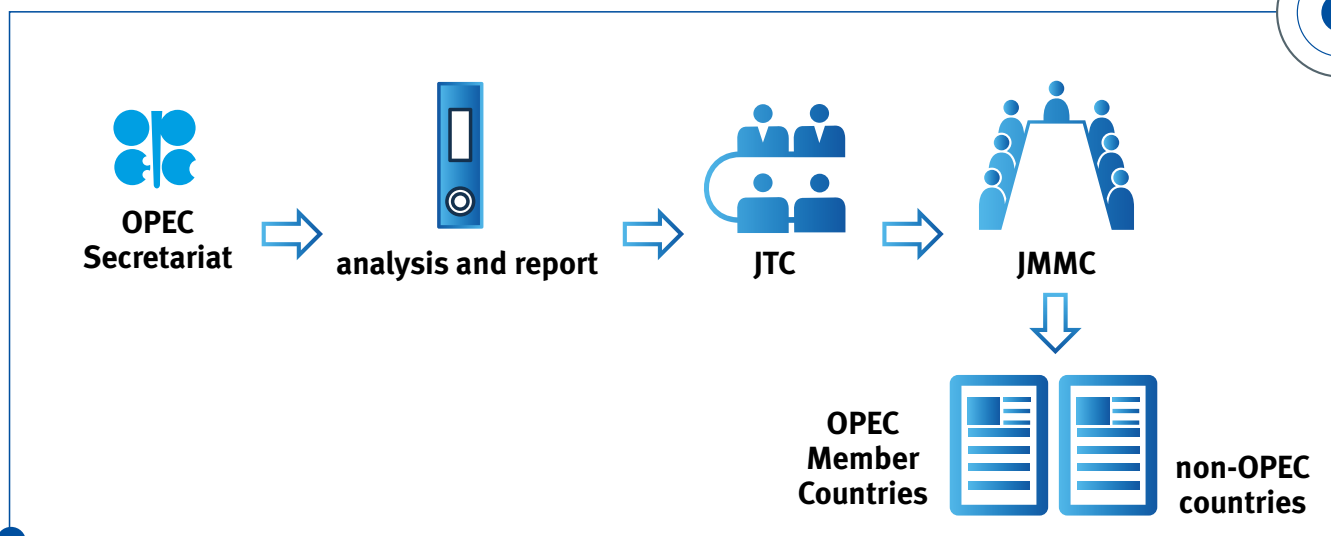 OPEC
Secretariat
analysis and report
JTC
JMMC
OPEC
Member
Countries
non-OPEC
countries